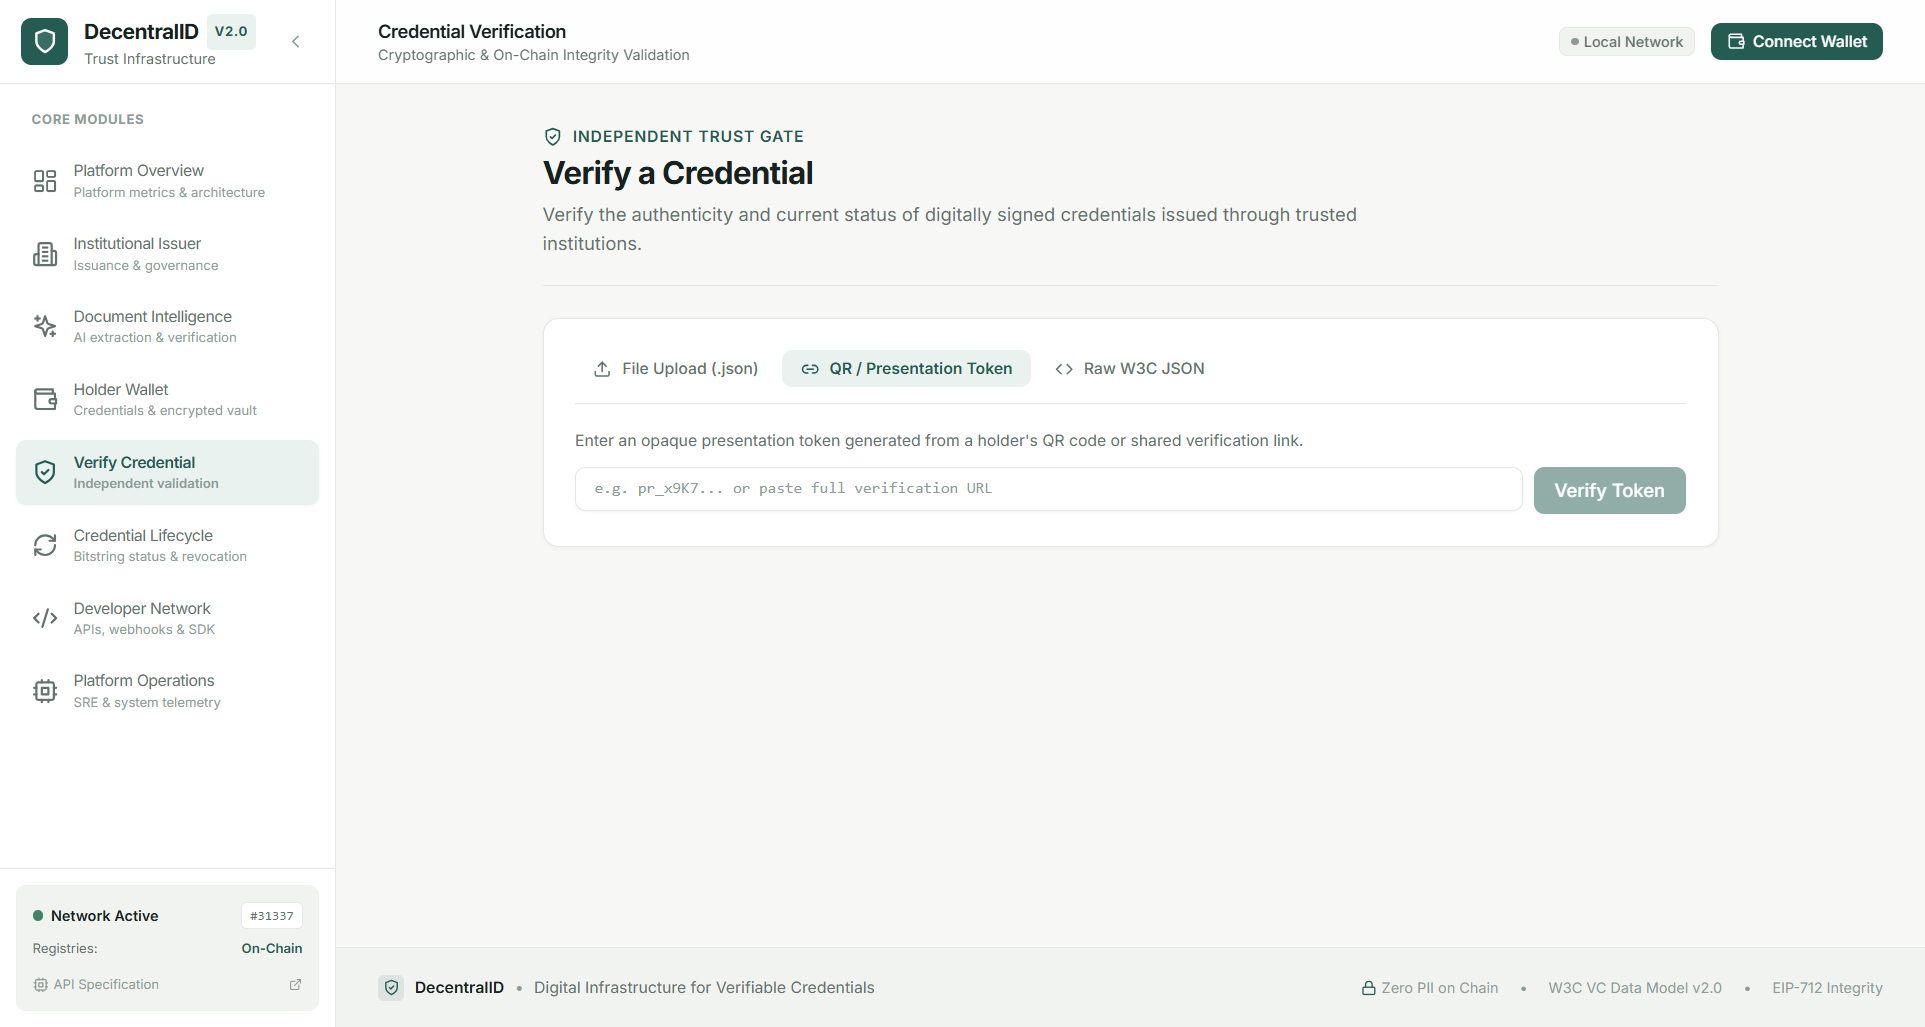 DecentralID V2.0
Trust Infrastructure
CORE MODULES
Platform Overview
Platform metrics & architecture
Institutional Issuer
Issuance & governance
Document Intelligence
AI extraction & verification
Holder Wallet
Credentials & encrypted vault
Verify Credential
Independent validation
Credential Lifecycle
Bitstring status & revocation
Developer Network
APIs, webhooks & SDK
Platform Operations
SRE & system telemetry
Network Active #31337
Registries: On-Chain
API Specification
Credential Verification
Cryptographic & On-Chain Integrity Validation
Local Network
Connect Wallet
INDEPENDENT TRUST GATE
Verify a Credential
Verify the authenticity and current status of digitally signed credentials issued through trusted
institutions.
File Upload (.json) QR / Presentation Token Raw W3C JSON
Enter an opaque presentation token generated from a holder's QR code or shared verification link.
e.g. pr_x9K7... or paste full verification URL
Verify Token
DecentralID • Digital Infrastructure for Verifiable Credentials
Zero PII on Chain • W3C VC Data Model v2.0 • EIP-712 Integrity